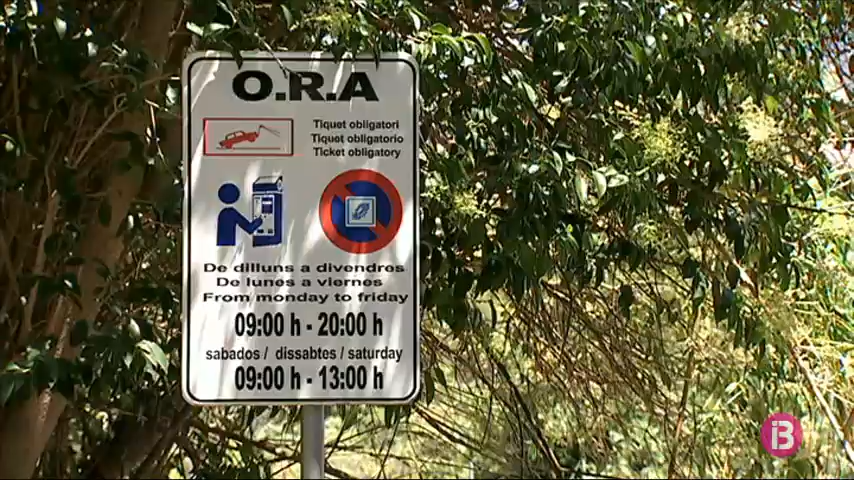 O.R.A
Tiquet obligatori
Tiquet obligatorio
Ticket obligatory
De dilluns a divendres
De lunes a viernes
From monday to friday
09:00 h - 20:00 h
sabados / dissabtes / saturday
09:00 h - 13:00 h
IB